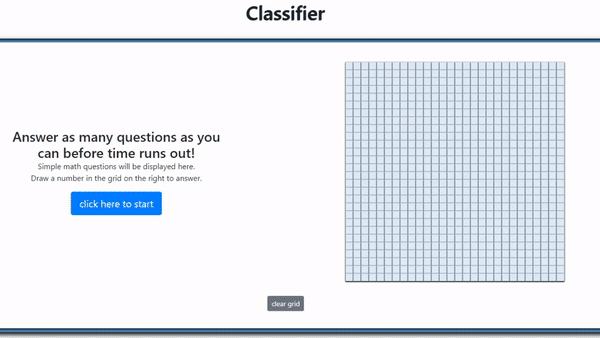 Classifier
Answer as many questions as you
can before time runs out!
Simple math questions will be displayed here.
Draw a number in the grid on the right to answer.
click here to start
clear grid